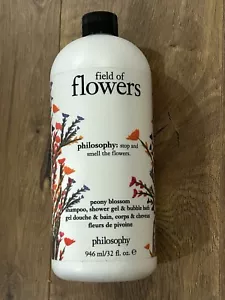 field of
flowers
philosophy: stop and
smell the flowers.
peony blossom
shampoo, shower gel & bubble bath
gel douche & bain, corps & cheveux
fleurs de pivoines
philosophy
946 ml/32 fl. oz. e